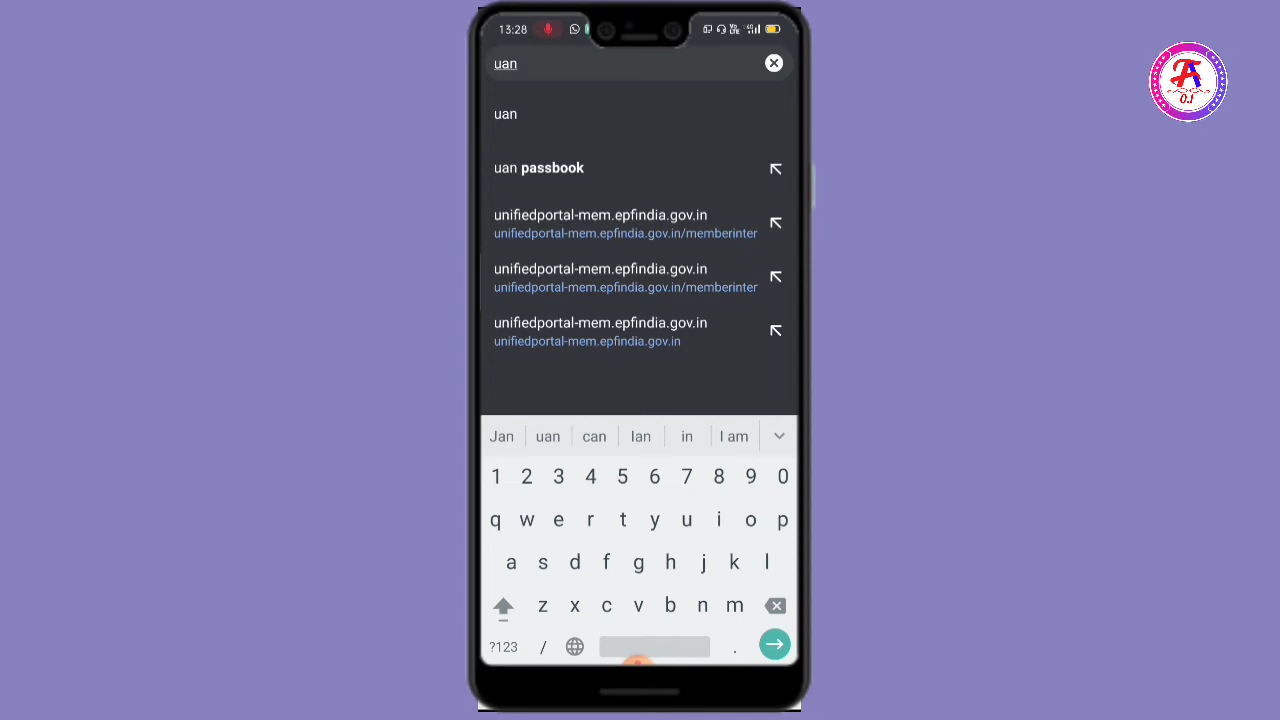 13:28
uan
uan
uan passbook
unifiedportal-mem.epfindia.gov.in
unifiedportal-mem.epfindia.gov.in/memberinter
unifiedportal-mem.epfindia.gov.in
unifiedportal-mem.epfindia.gov.in/memberinter
unifiedportal-mem.epfindia.gov.in
unifiedportal-mem.epfindia.gov.in
Jan uan can Ian in I am
1 2 3 4 5 6 7 8 9 0
q w e r t y u i o p
a s d f g h j k l
z x c v b n m
?123 / .